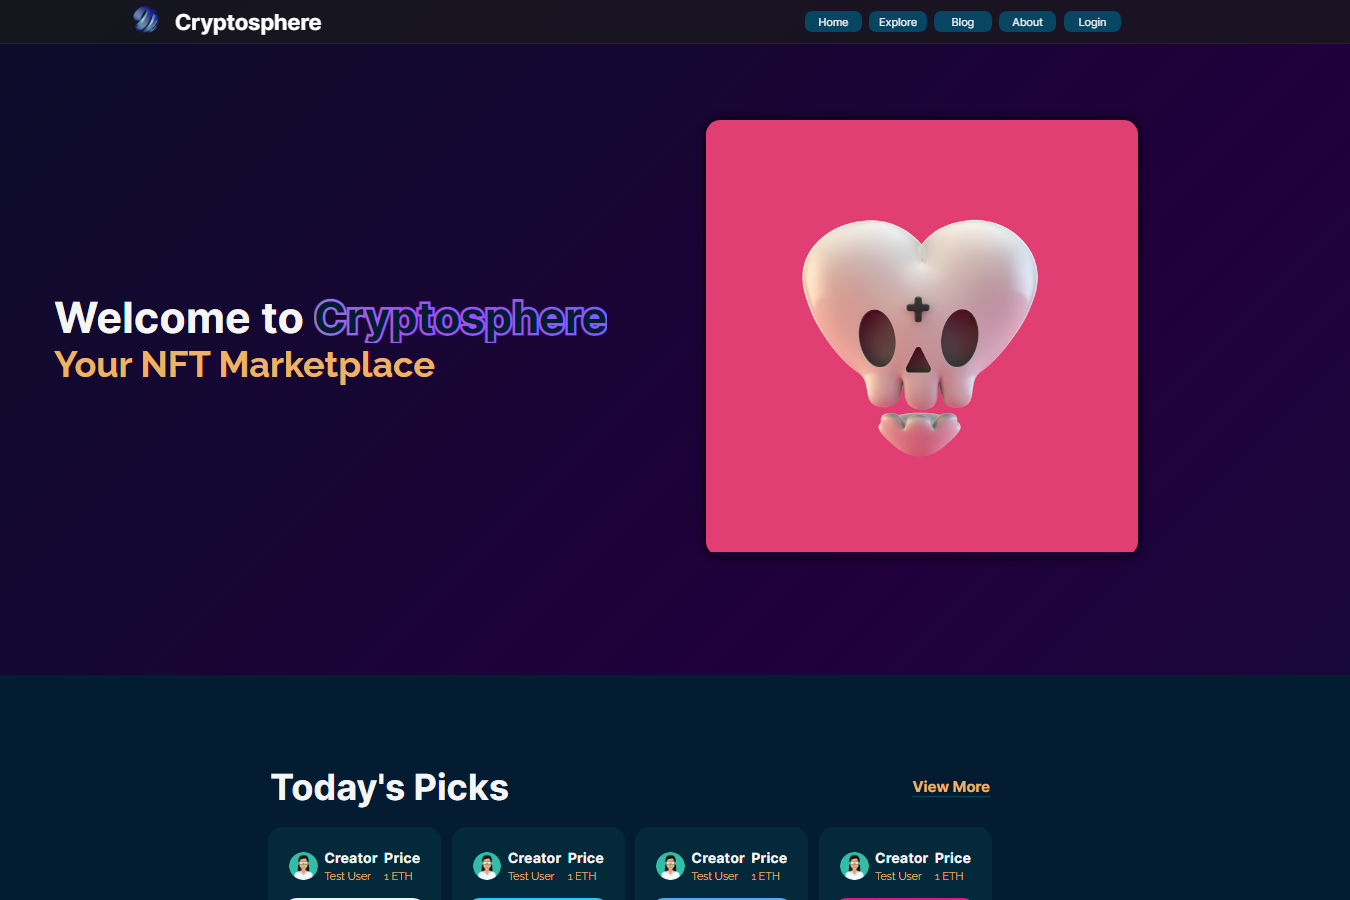 Cryptosphere
Home Explore Blog About Login
Welcome to Cryptosphere
Your NFT Marketplace
Today's Picks
View More
Creator Price
Test User 1 ETH
Creator Price
Test User 1 ETH
Creator Price
Test User 1 ETH
Creator Price
Test User 1 ETH